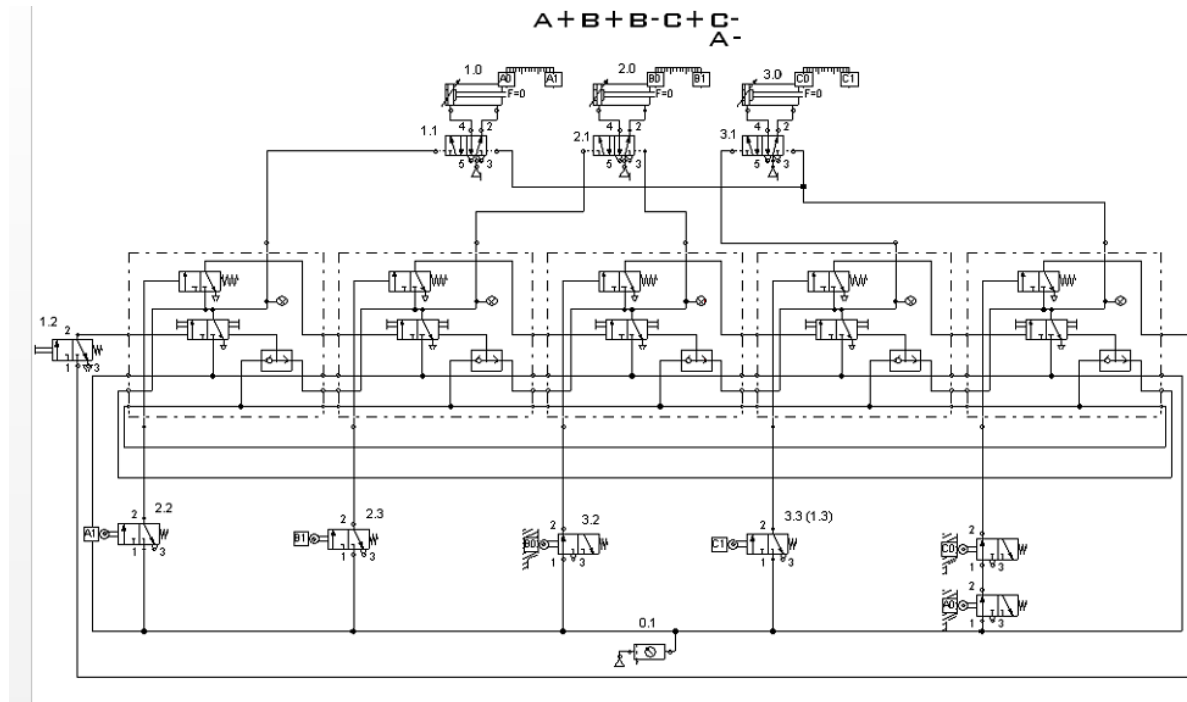 A+B+B-C+C-
A-
1.0 A0 A1 2.0 B0 B1 3.0 C0 C1
F=0 F=0 F=0
4 2 4 2 4 2
1.1 2.1 3.1
5 3 5 3 5 3
1.2 2
1 3
2 2.2 2 2.3 2 3.2 2 3.3 (1.3) 2
A1 B1 B0 C1 C0
1 3 1 3 1 3 1 3 1 3
2
A0
1 3
0.1